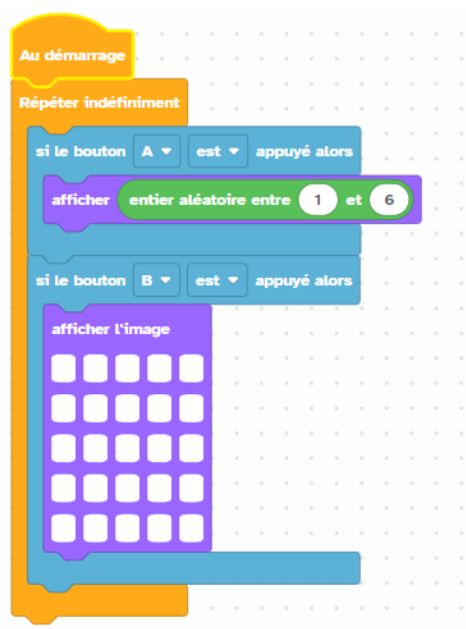 Au démarrage
Répéter indéfiniment
si le bouton A est appuyé alors
afficher entier aléatoire entre 1 et 6
si le bouton B est appuyé alors
afficher l'image